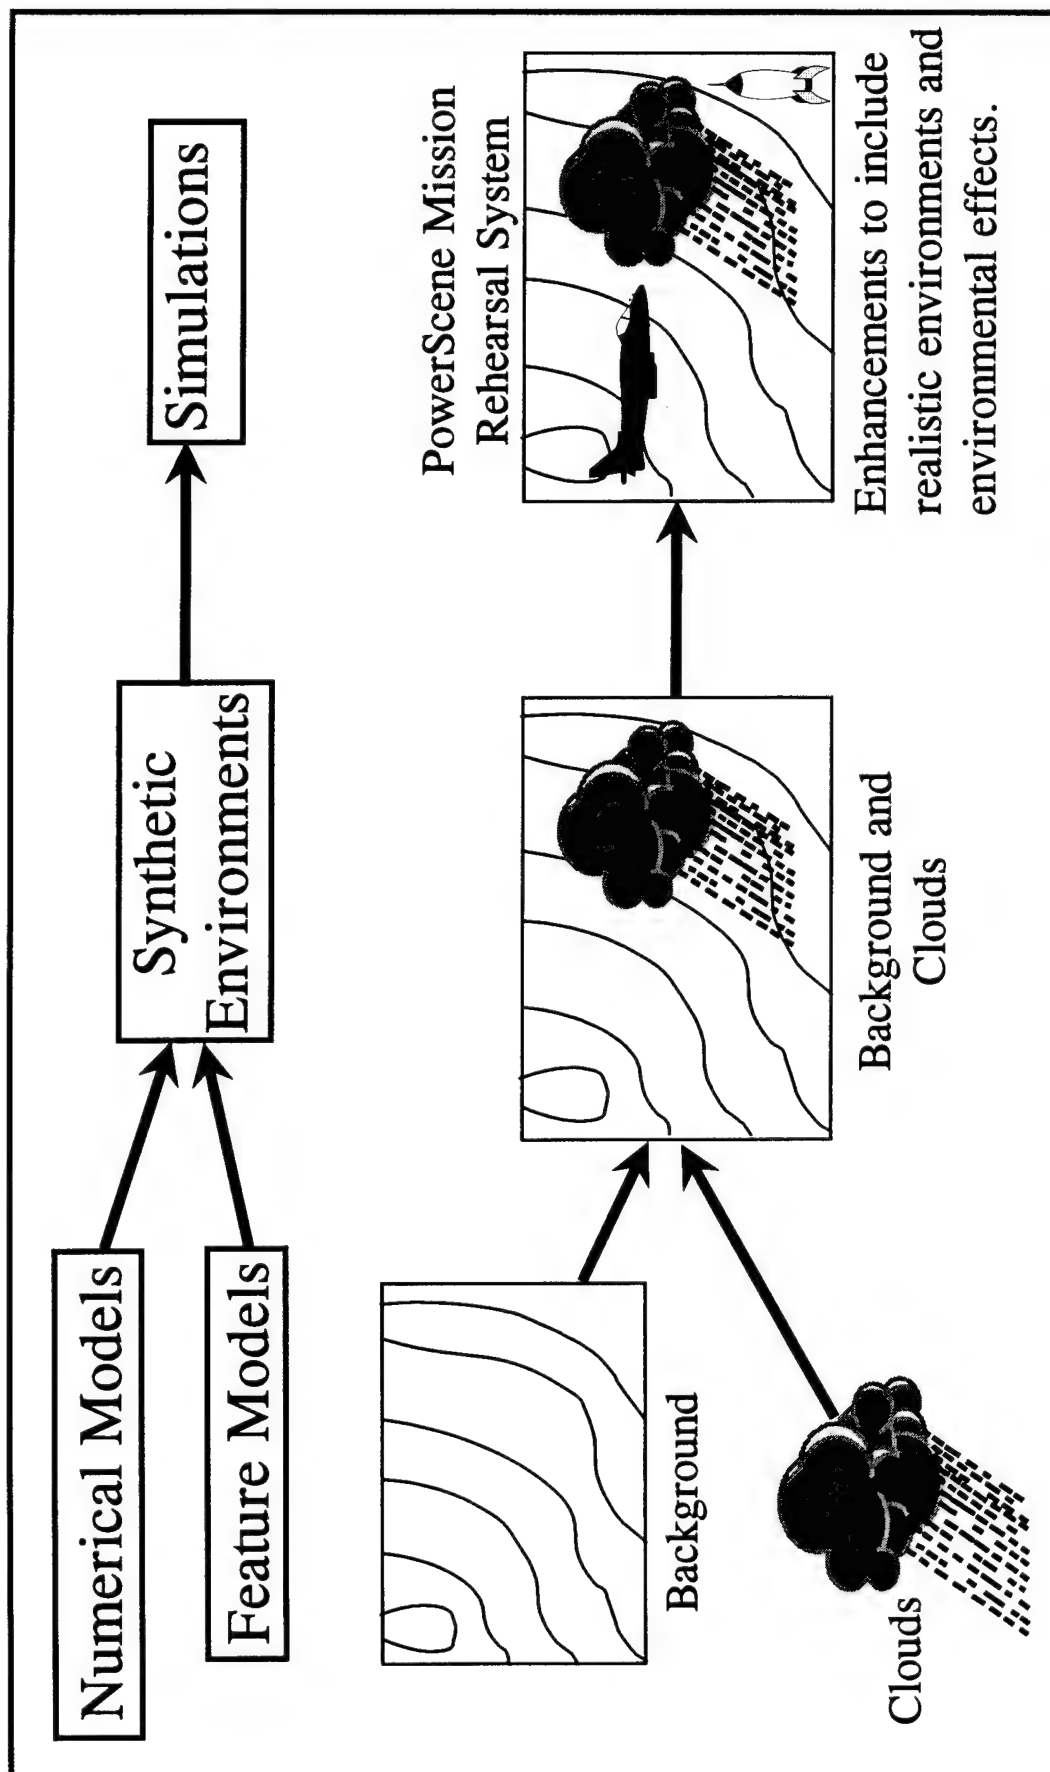 Numerical Models
Feature Models
Synthetic
Environments
Simulations
Background
Clouds
Background and
Clouds
PowerScene Mission
Rehearsal System
Enhancements to include
realistic environments and
environmental effects.